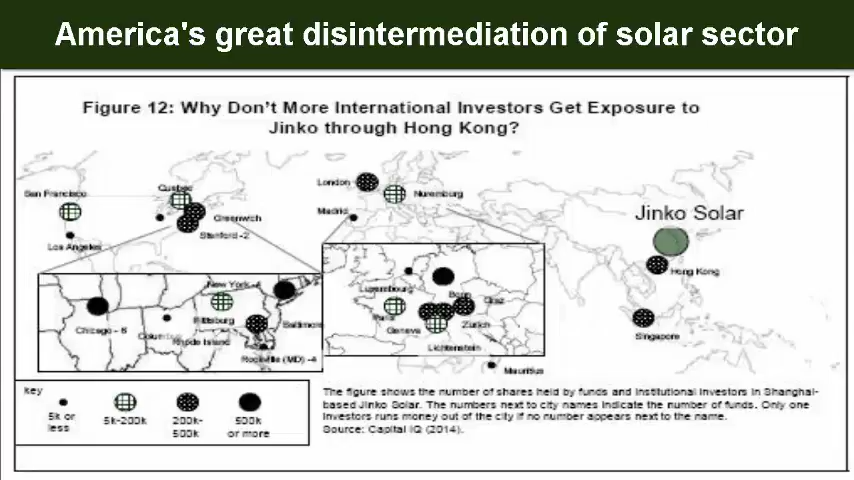 America's great disintermediation of solar sector
Figure 12: Why Don't More International Investors Get Exposure to
Jinko through Hong Kong?
San Francisco
Quebec
Greenwich
Stanford -2
Los Angeles
London
Nuremburg
Madrid
Jinko Solar
Hong Kong
Singapore
New York -4
Chicago - 6
Pittsburg
Rhode Island
Baltimore
Rockville (MD) -4
Luxembourg
Bonn
Graz
Paris
Geneva
Zurich
Lichtenstein
Mauritius
key
5k or
less
5k-200k
200k-
500k
500k
or more
The figure shows the number of shares held by funds and institutional investors in Shanghai-
based Jinko Solar. The numbers next to city names indicate the number of funds. Only one
investors runs money out of the city if no number appears next to the name.
Source: Capital IQ (2014).